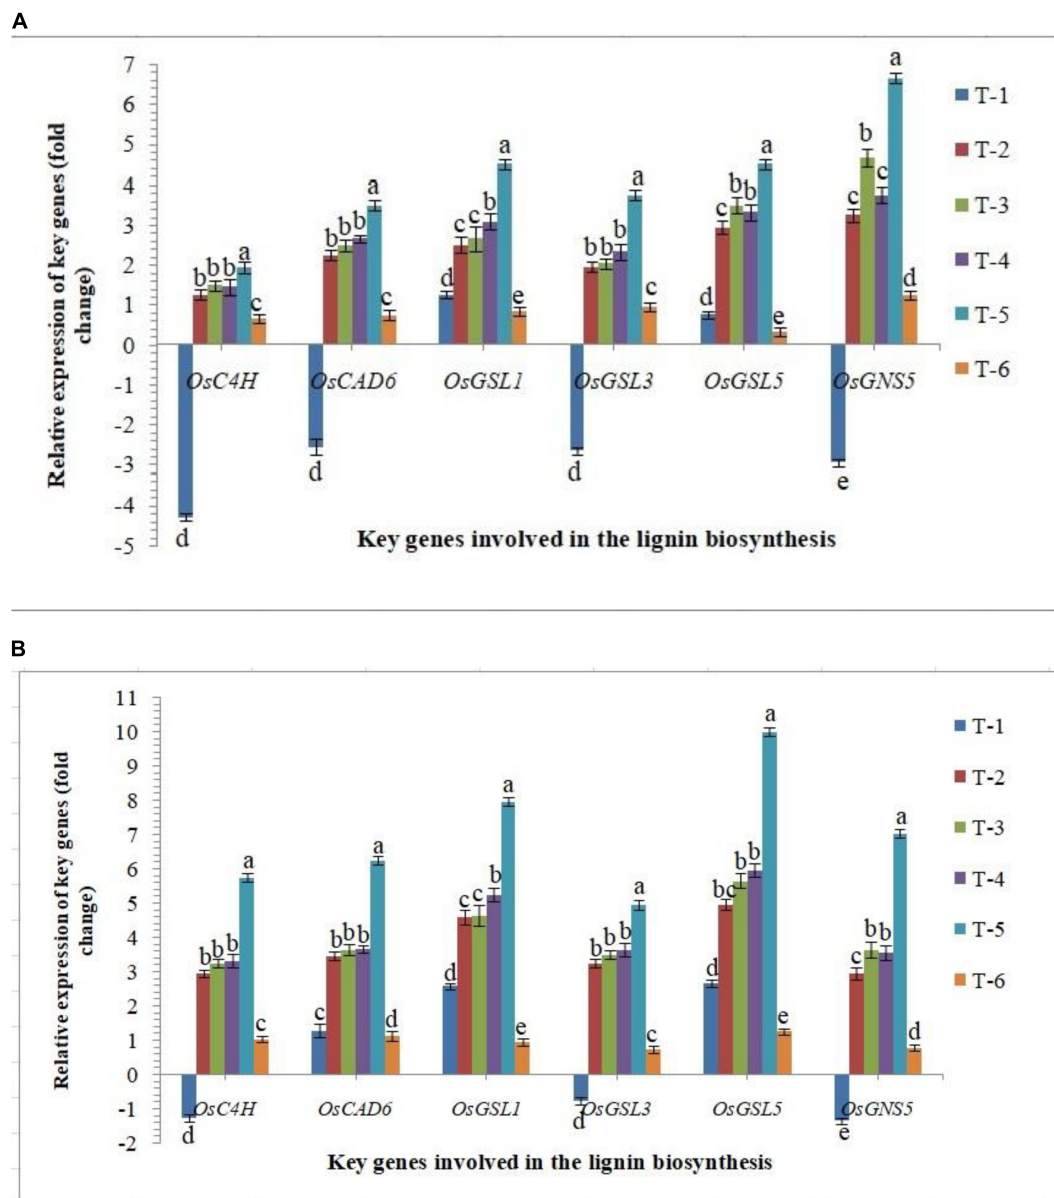 A
7
6
5
4
3
2
1
0
-1
-2
-3
-4
-5
Relative expression of key genes (fold
change)
b b b a c
d
b b b a c
d
d c c b a e
b b b a c
d
d c b b a e
c b c a d
e
OsC4H OsCAD6 OsGSL1 OsGSL3 OsGSL5 OsGNS5
Key genes involved in the lignin biosynthesis
T-1
T-2
T-3
T-4
T-5
T-6
B
11
10
9
8
7
6
5
4
3
2
1
0
-1
-2
Relative expression of key genes (fold
change)
b b b a c
d
c b b b a d
d c c b a e
b b b a c
d
d bc b b a e
c b b a d
e
OsC4H OsCAD6 OsGSL1 OsGSL3 OsGSL5 OsGNS5
Key genes involved in the lignin biosynthesis
T-1
T-2
T-3
T-4
T-5
T-6